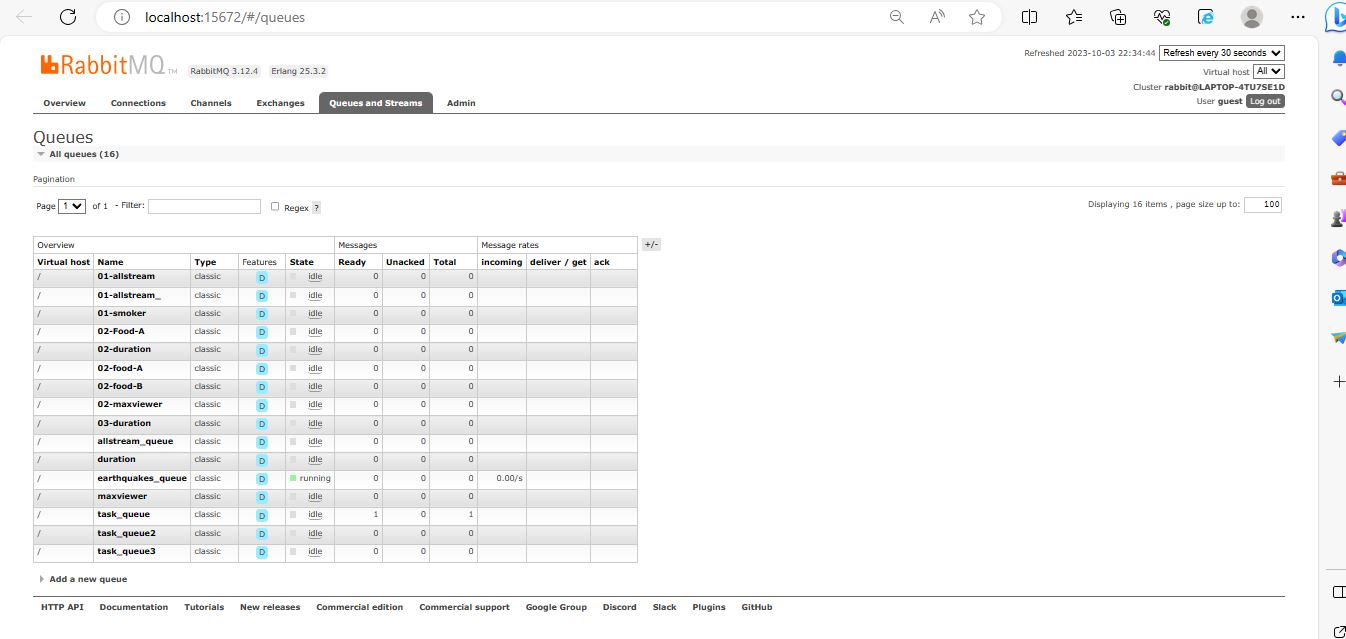 localhost:15672/#/queues
RabbitMQ TM RabbitMQ 3.12.4 Erlang 25.3.2
Refreshed 2023-10-03 22:34:44 Refresh every 30 seconds
Virtual host All
Cluster rabbit@LAPTOP-4TU7SE1D
User guest Log out
Overview Connections Channels Exchanges Queues and Streams Admin
Queues
All queues (16)
Pagination
Page 1 of 1 - Filter: Regex ?
Displaying 16 items , page size up to: 100
Overview Messages Message rates +/-
Virtual host Name Type Features State Ready Unacked Total incoming deliver / get ack
/ 01-allstream classic D idle 0 0 0
/ 01-allstream_ classic D idle 0 0 0
/ 01-smoker classic D idle 0 0 0
/ 02-Food-A classic D idle 0 0 0
/ 02-duration classic D idle 0 0 0
/ 02-food-A classic D idle 0 0 0
/ 02-food-B classic D idle 0 0 0
/ 02-maxviewer classic D idle 0 0 0
/ 03-duration classic D idle 0 0 0
/ allstream_queue classic D idle 0 0 0
/ duration classic D idle 0 0 0
/ earthquakes_queue classic D running 0 0 0 0.00/s
/ maxviewer classic D idle 0 0 0
/ task_queue classic D idle 1 0 1
/ task_queue2 classic D idle 0 0 0
/ task_queue3 classic D idle 0 0 0
Add a new queue
HTTP API Documentation Tutorials New releases Commercial edition Commercial support Google Group Discord Slack Plugins GitHub